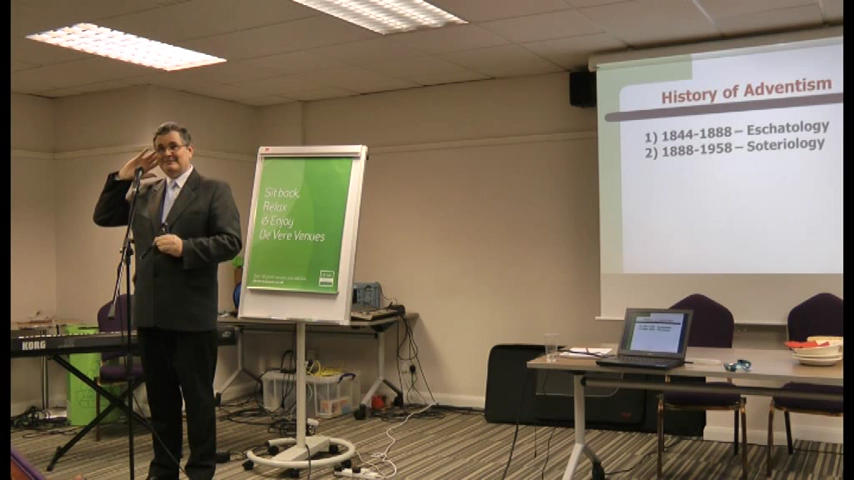 History of Adventism
1) 1844-1888 – Eschatology
2) 1888-1958 – Soteriology
Sit back,
Relax
& Enjoy
De Vere Venues
KORG